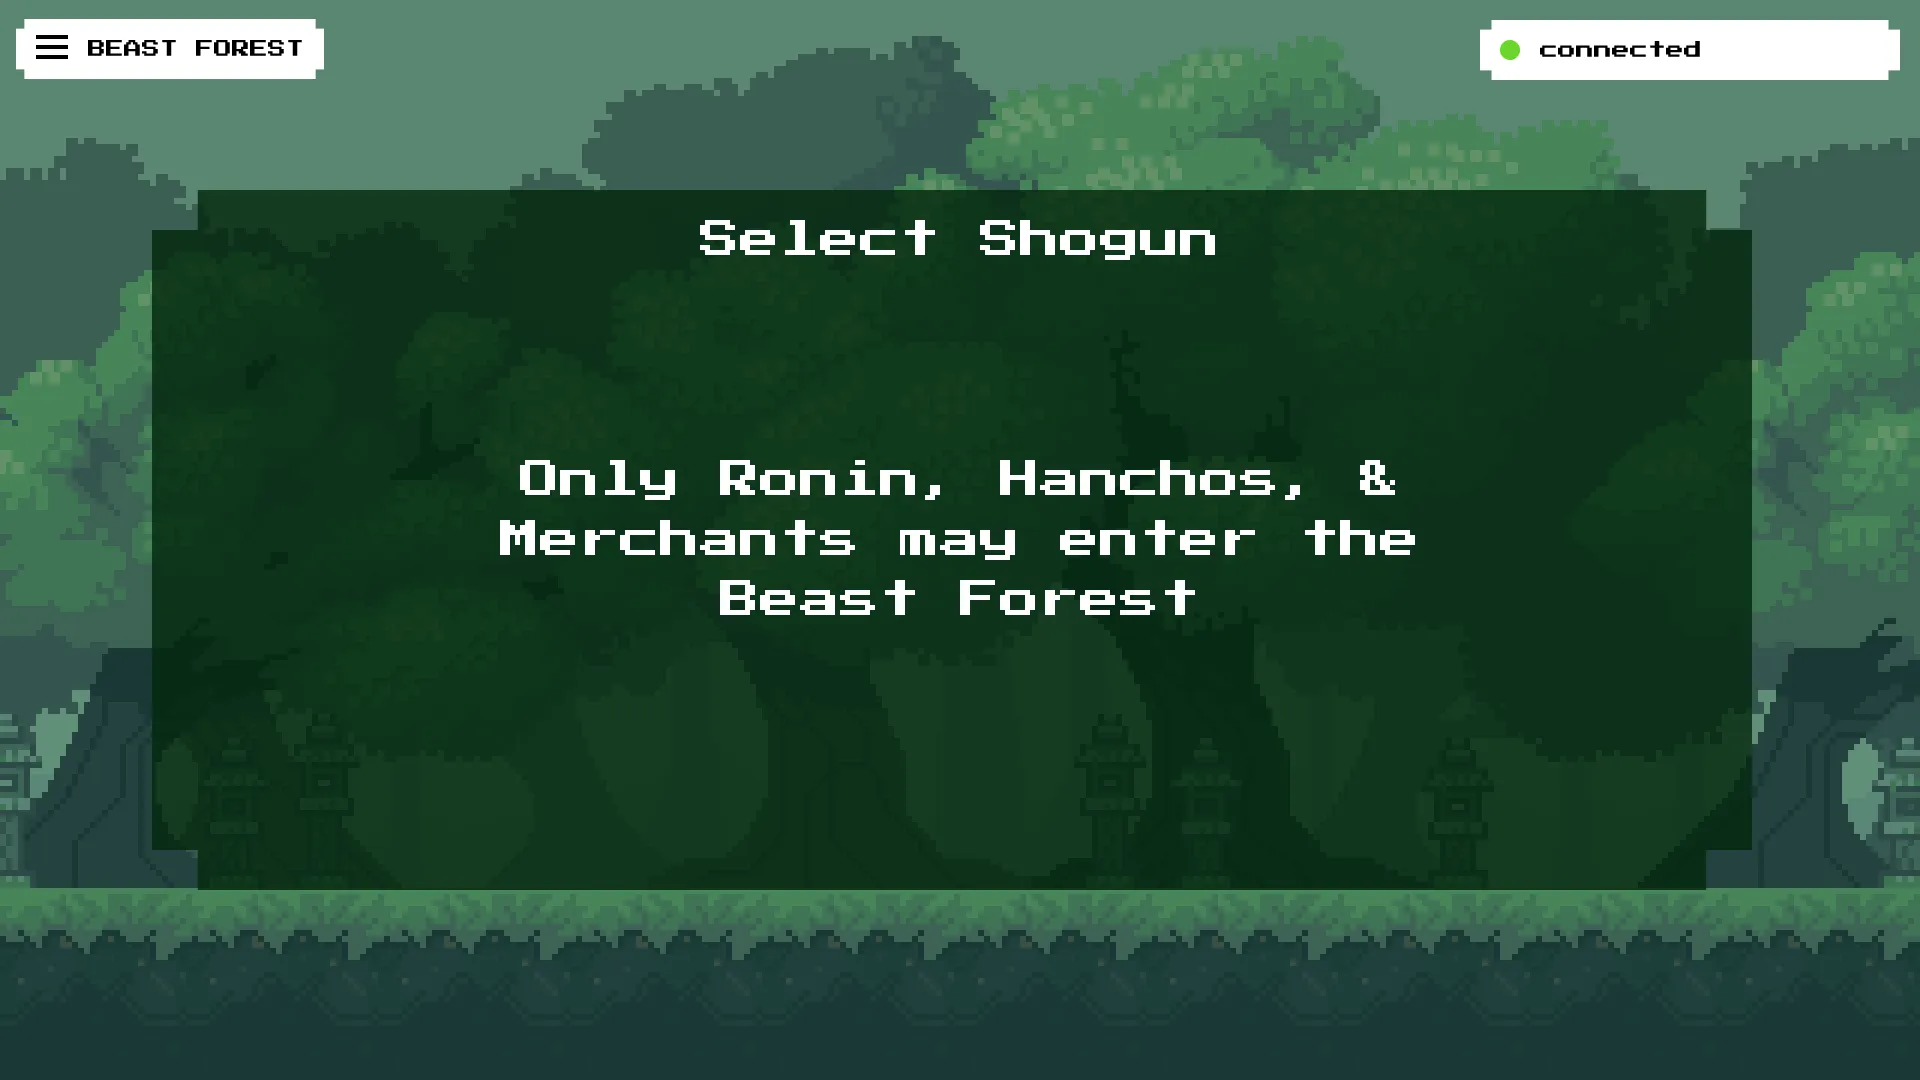 BEAST FOREST
connected
Select Shogun
Only Ronin, Hanchos, &
Merchants may enter the
Beast Forest